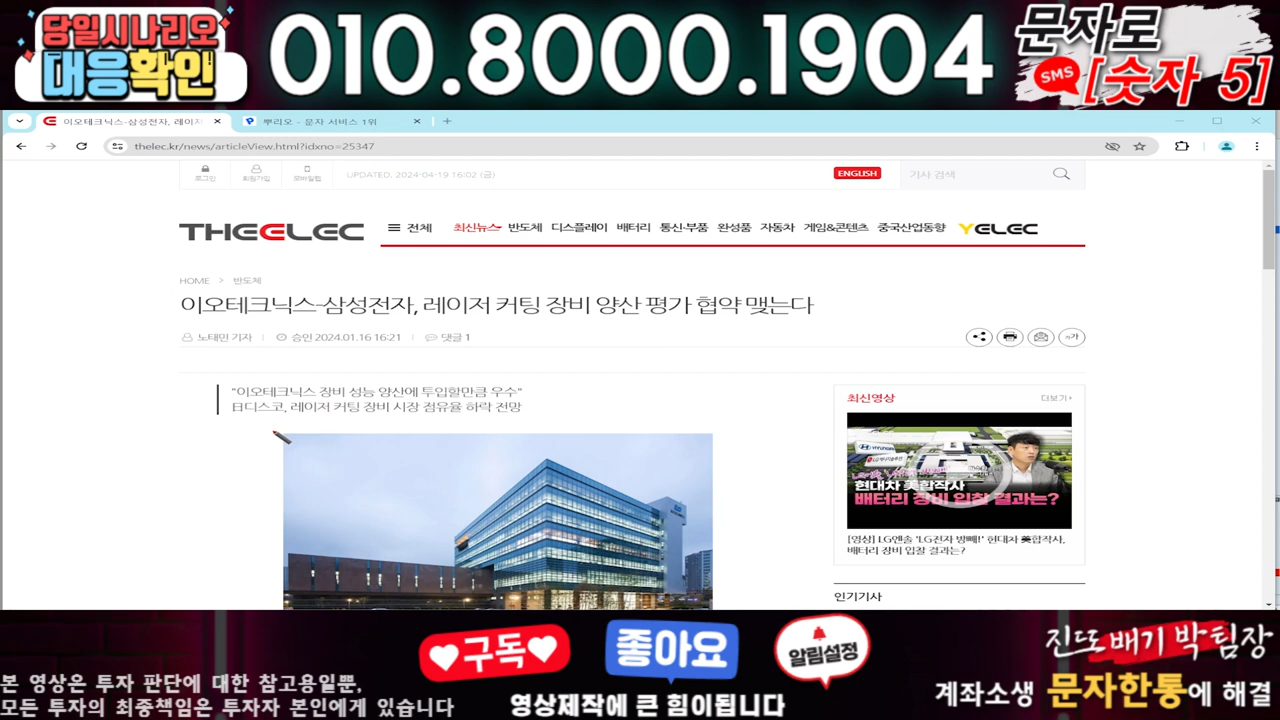 당일시나리오
대응확인
010.8000.1904
문자로
SMS [숫자 5]
이오테크닉스-삼성전자, 레이저
뿌리오 - 문자 서비스 1위
thelec.kr/news/articleView.html?idxno=25347
로그인
회원가입
모바일웹
UPDATED. 2024-04-19 16:02 (금)
ENGLISH
기사 검색
THEELEC
전체 최신뉴스 반도체 디스플레이 배터리 통신·부품 완성품 자동차 게임&콘텐츠 중국산업동향
YELEC
HOME > 반도체
이오테크닉스-삼성전자, 레이저 커팅 장비 양산 평가 협약 맺는다
노태민 기자 | 승인 2024.01.16 16:21 | 댓글 1
가가
"이오테크닉스 장비 성능 양산에 투입할만큼 우수"
日디스코, 레이저 커팅 장비 시장 점유율 하락 전망
최신영상
더보기
HYUNDAI
현대차 美합작사
배터리 장비 입찰 결과는?
[영상] LG엔솔 'LG전자 방빼!' 현대차 美합작사,
배터리 장비 입찰 결과는?
인기기사
구독
좋아요
알림설정
진또배기 박팀장
본 영상은 투자 판단에 대한 참고용일뿐,
모든 투자의 최종책임은 투자자 본인에게 있습니다
영상제작에 큰 힘이됩니다
계좌소생 문자한통에 해결